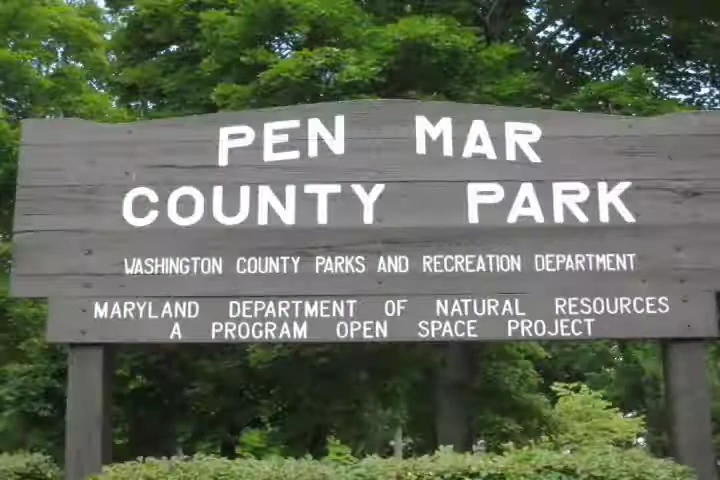 PEN MAR
COUNTY PARK
WASHINGTON COUNTY PARKS AND RECREATION DEPARTMENT
MARYLAND DEPARTMENT OF NATURAL RESOURCES
A PROGRAM OPEN SPACE PROJECT